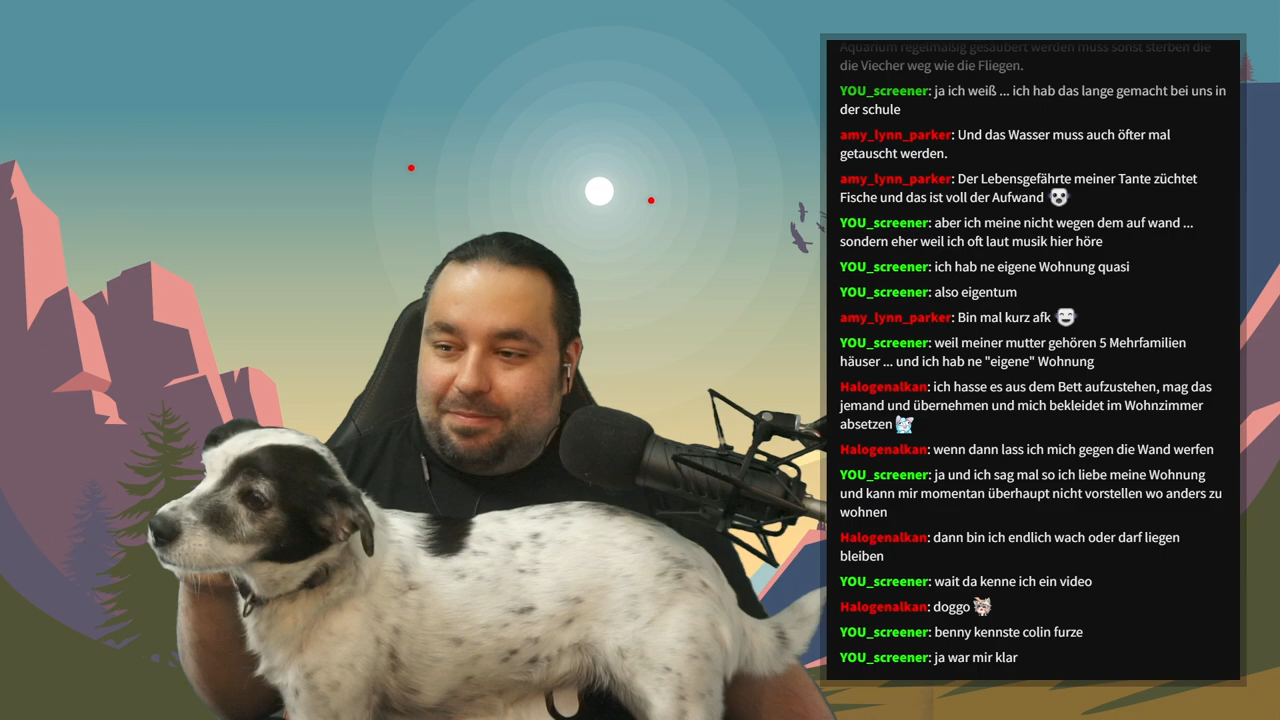 Aquarium regelmäßig gesäubert werden muss sonst sterben die
die Viecher weg wie die Fliegen.
YOU_screener: ja ich weiß ... ich hab das lange gemacht bei uns in
der schule
amy_lynn_parker: Und das Wasser muss auch öfter mal
getauscht werden.
amy_lynn_parker: Der Lebensgefährte meiner Tante züchtet
Fische und das ist voll der Aufwand
YOU_screener: aber ich meine nicht wegen dem auf wand ...
sondern eher weil ich oft laut musik hier höre
YOU_screener: ich hab ne eigene Wohnung quasi
YOU_screener: also eigentum
amy_lynn_parker: Bin mal kurz afk
YOU_screener: weil meiner mutter gehören 5 Mehrfamilien
häuser ... und ich hab ne "eigene" Wohnung
Halogenalkan: ich hasse es aus dem Bett aufzustehen, mag das
jemand und übernehmen und mich bekleidet im Wohnzimmer
absetzen
Halogenalkan: wenn dann lass ich mich gegen die Wand werfen
YOU_screener: ja und ich sag mal so ich liebe meine Wohnung
und kann mir momentan überhaupt nicht vorstellen wo anders zu
wohnen
Halogenalkan: dann bin ich endlich wach oder darf liegen
bleiben
YOU_screener: wait da kenne ich ein video
Halogenalkan: doggo
YOU_screener: benny kennste colin furze
YOU_screener: ja war mir klar